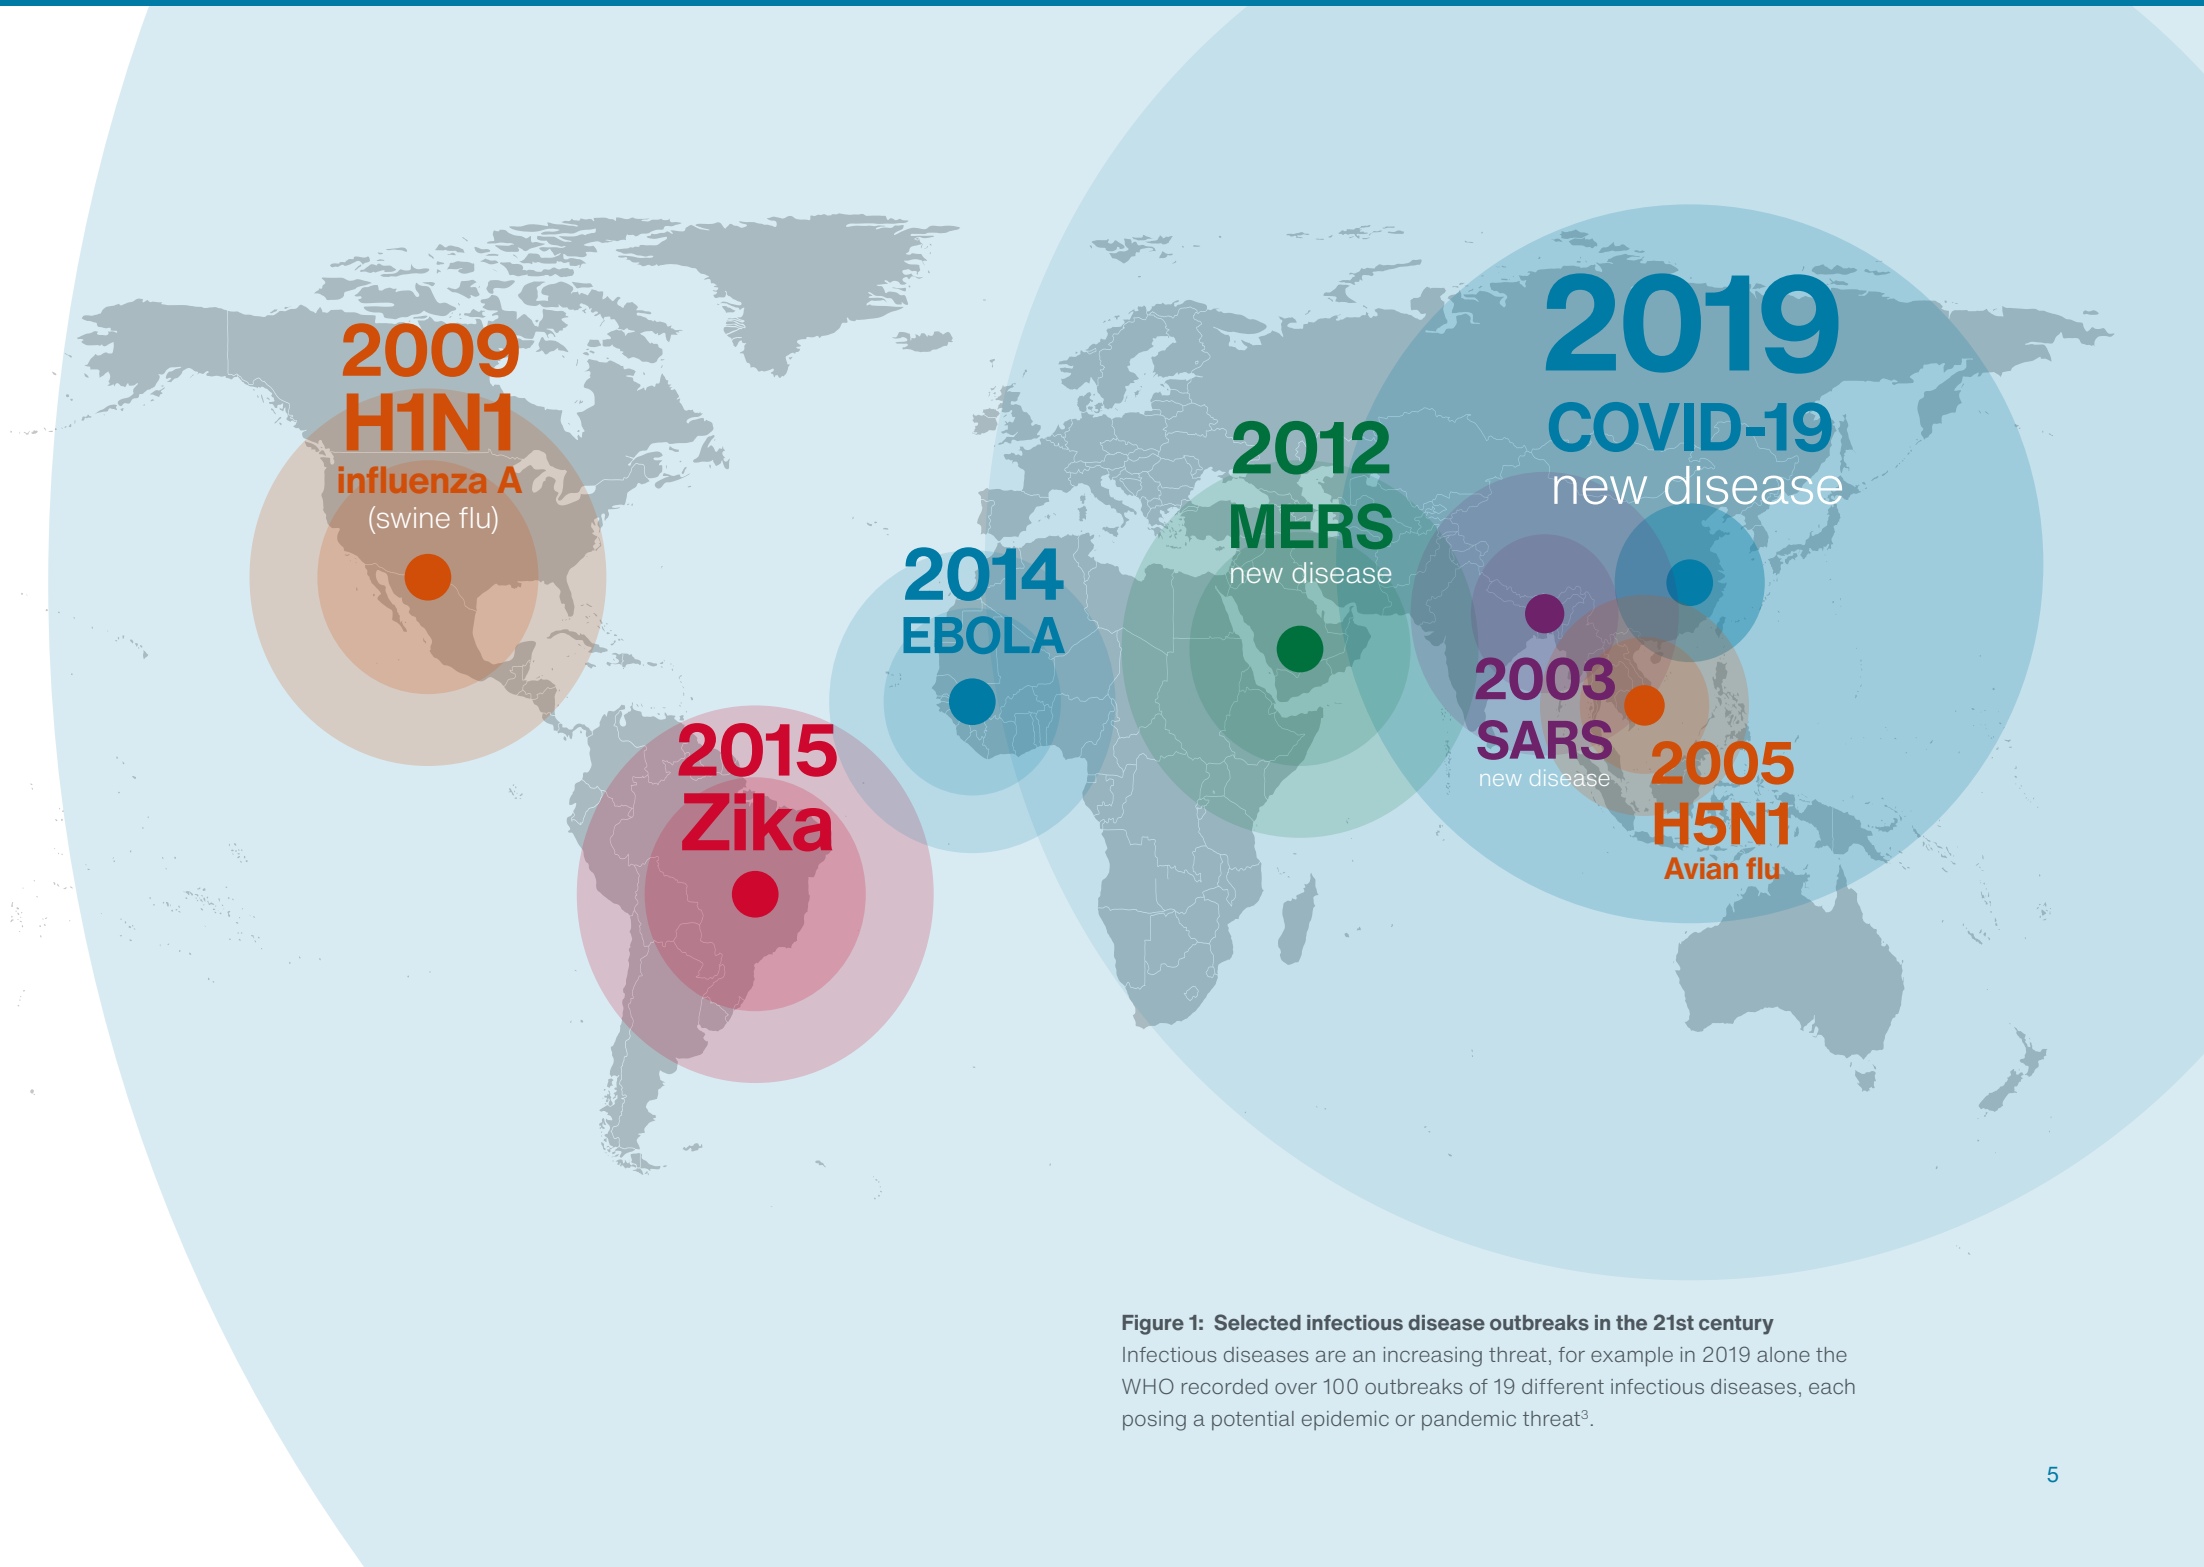 2009
H1N1
influenza A
(swine flu)
2015
Zika
2014
EBOLA
2012
MERS
new disease
2019
COVID-19
new disease
2003
SARS
new disease
2005
H5N1
Avian flu
Figure 1: Selected infectious disease outbreaks in the 21st century
Infectious diseases are an increasing threat, for example in 2019 alone the
WHO recorded over 100 outbreaks of 19 different infectious diseases, each
posing a potential epidemic or pandemic threat³.
5